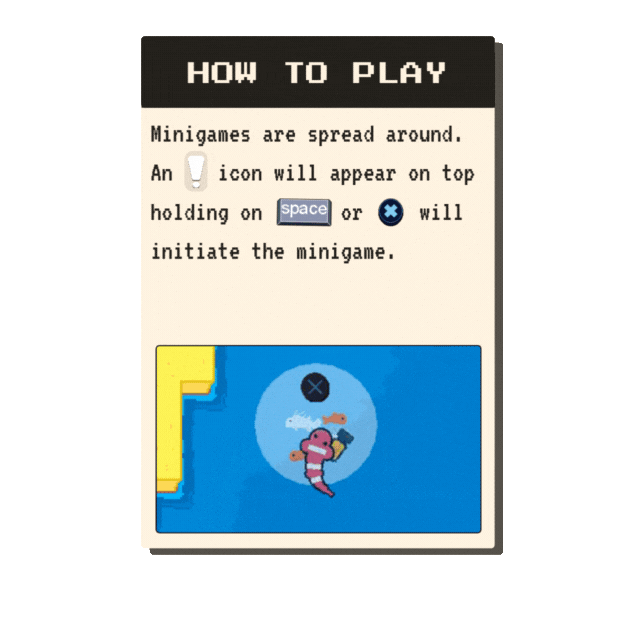 HOW TO PLAY
Minigames are spread around.
An ! icon will appear on top
holding on space or ✖ will
initiate the minigame.